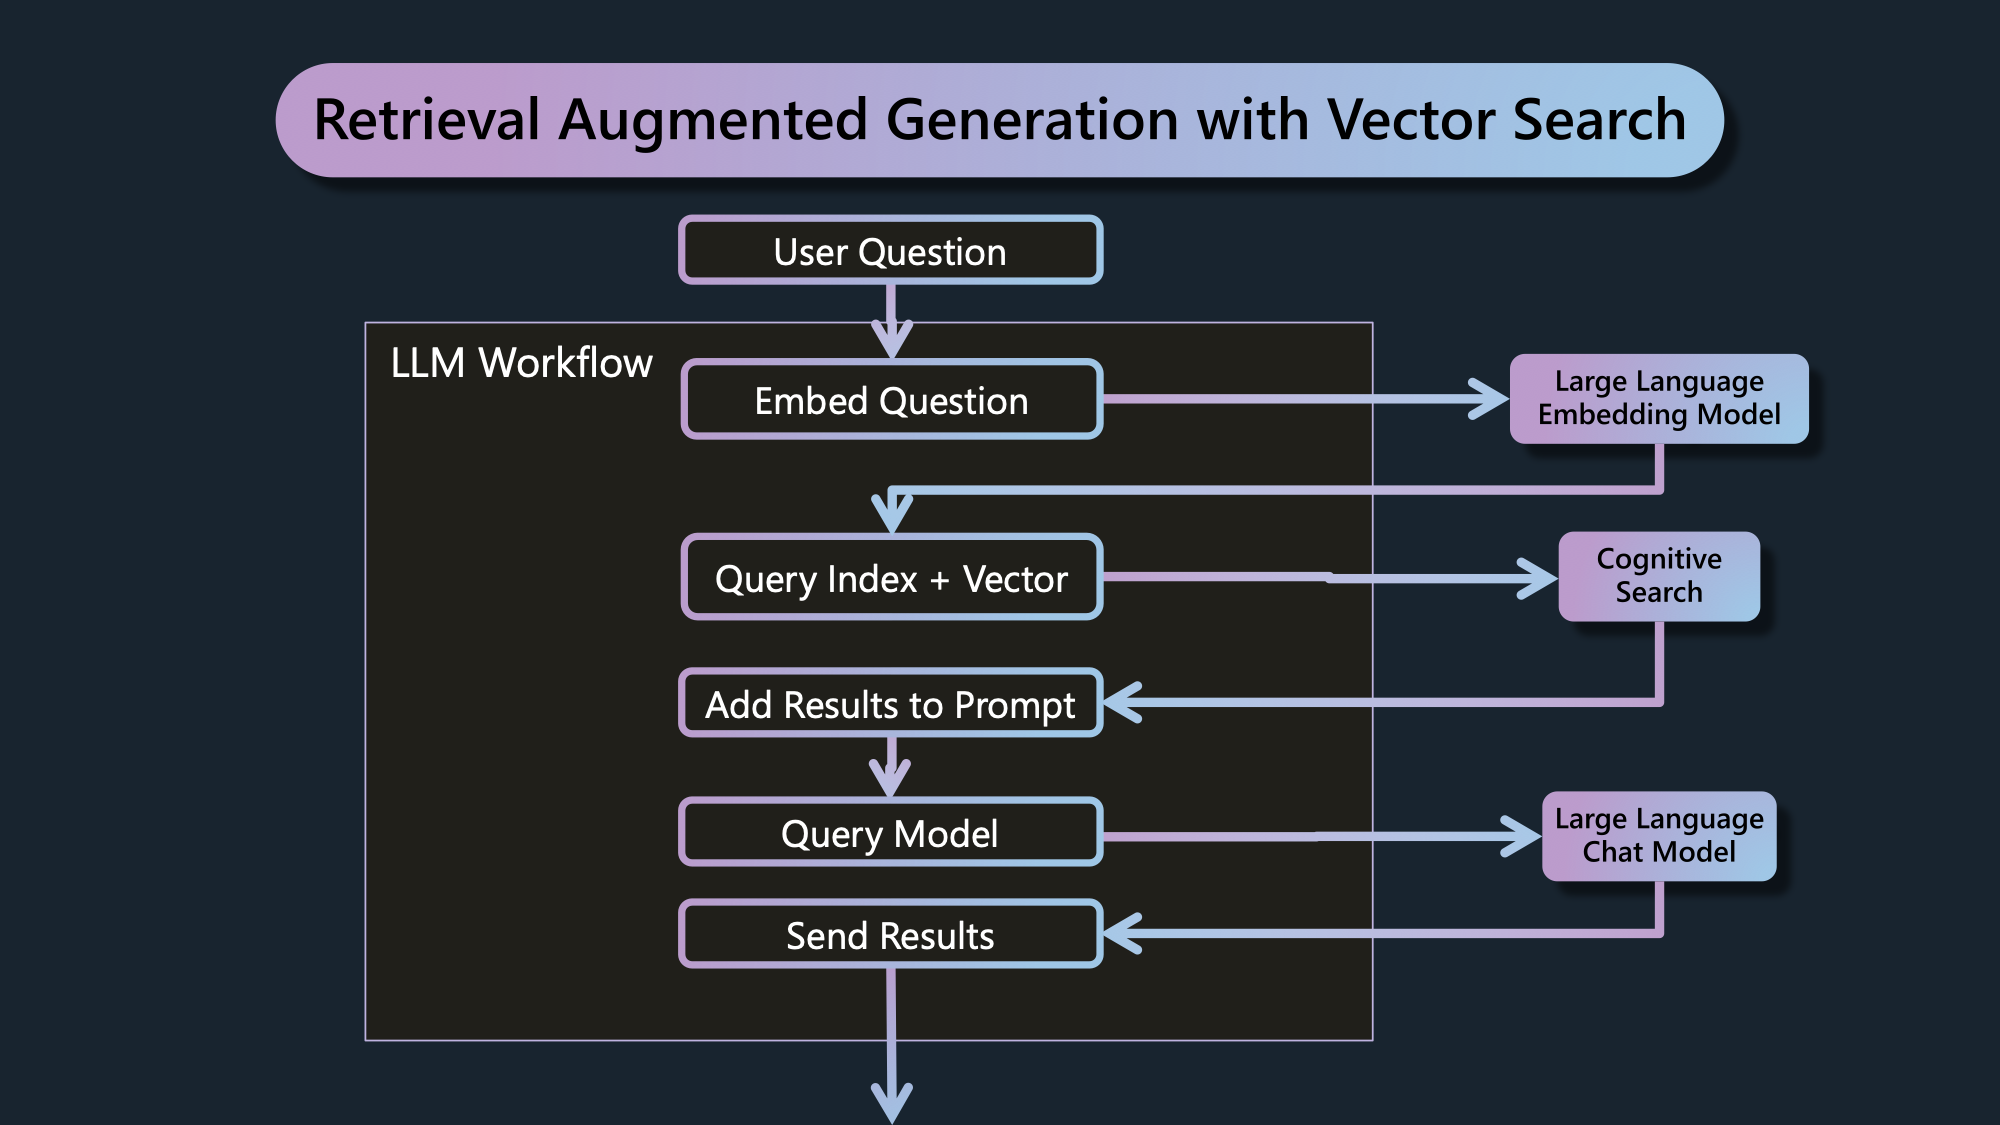 Retrieval Augmented Generation with Vector Search
User Question
LLM Workflow
Embed Question
Large Language
Embedding Model
Query Index + Vector
Cognitive
Search
Add Results to Prompt
Query Model
Large Language
Chat Model
Send Results